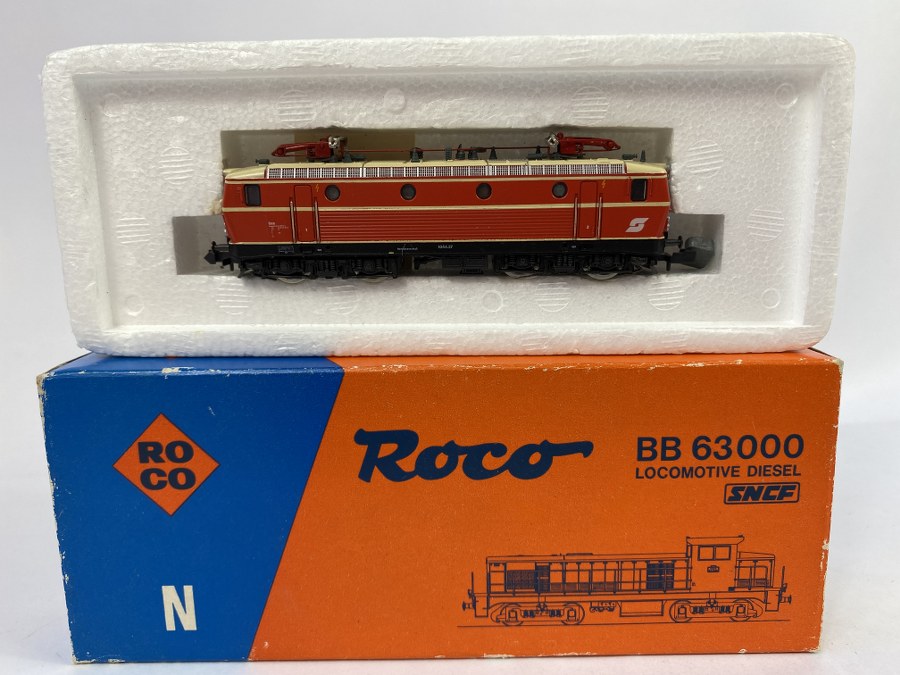 RO
CO
N
Roco
BB 63000
LOCOMOTIVE DIESEL
SNCF